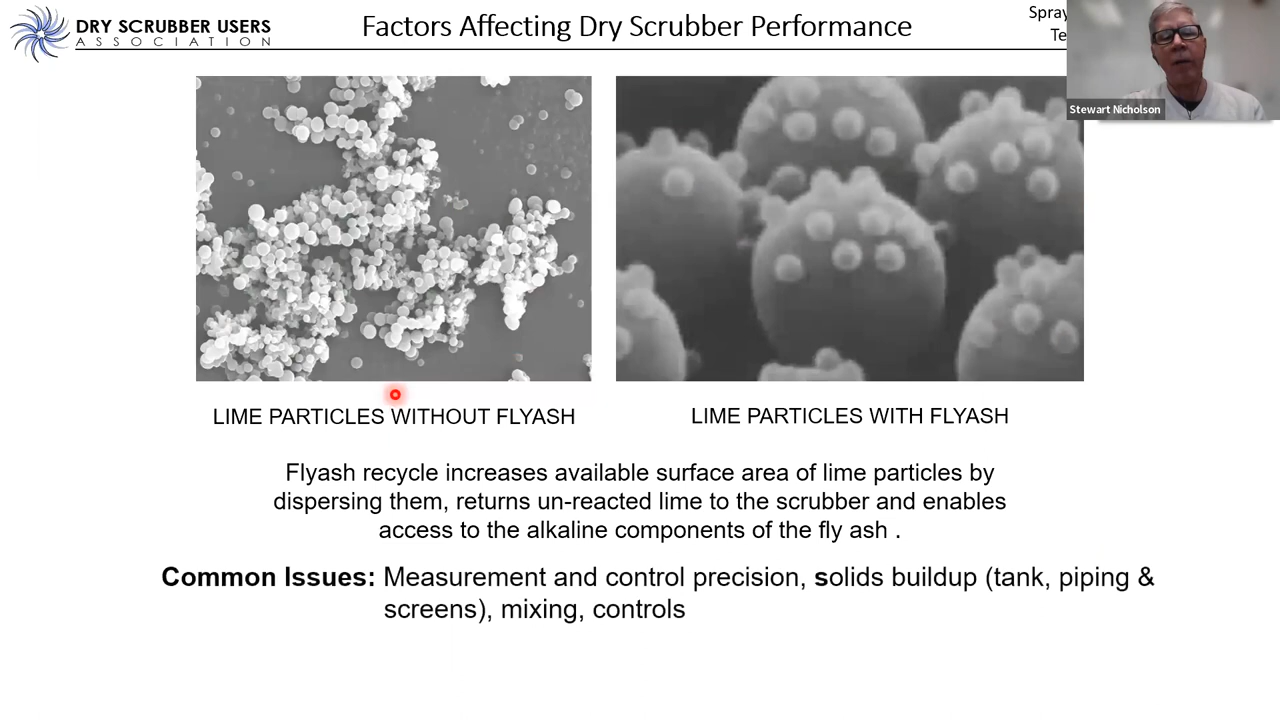 DRY SCRUBBER USERS
ASSOCIATION
Factors Affecting Dry Scrubber Performance
Spray
Stewart Nicholson
LIME PARTICLES WITHOUT FLYASH
LIME PARTICLES WITH FLYASH
Flyash recycle increases available surface area of lime particles by
dispersing them, returns un-reacted lime to the scrubber and enables
access to the alkaline components of the fly ash .
Common Issues: Measurement and control precision, solids buildup (tank, piping &
screens), mixing, controls